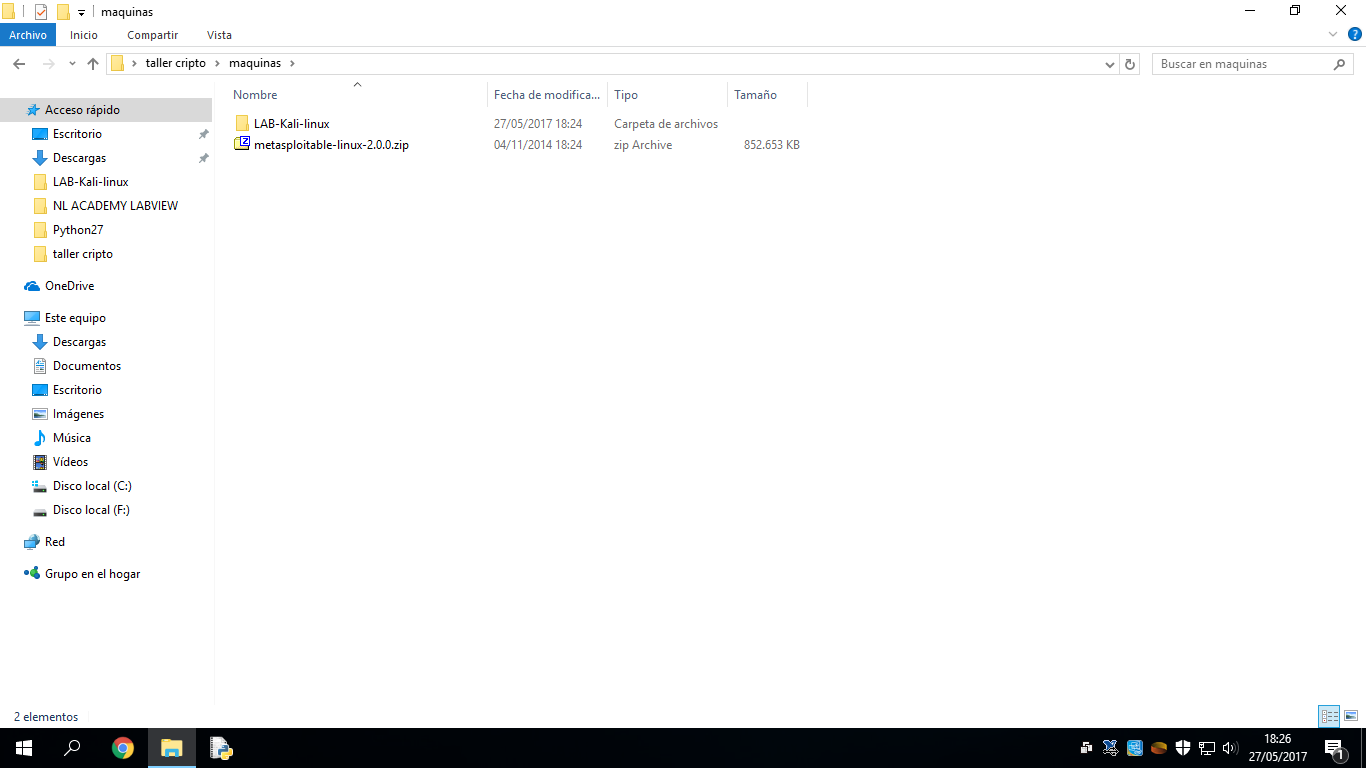 maquinas
Archivo Inicio Compartir Vista
taller cripto maquinas
Buscar en maquinas
Nombre Fecha de modifica... Tipo Tamaño
LAB-Kali-linux 27/05/2017 18:24 Carpeta de archivos
metasploitable-linux-2.0.0.zip 04/11/2014 18:24 zip Archive 852.653 KB
Acceso rápido
Escritorio
Descargas
LAB-Kali-linux
NL ACADEMY LABVIEW
Python27
taller cripto
OneDrive
Este equipo
Descargas
Documentos
Escritorio
Imágenes
Música
Vídeos
Disco local (C:)
Disco local (F:)
Red
Grupo en el hogar
2 elementos
18:26
27/05/2017
1